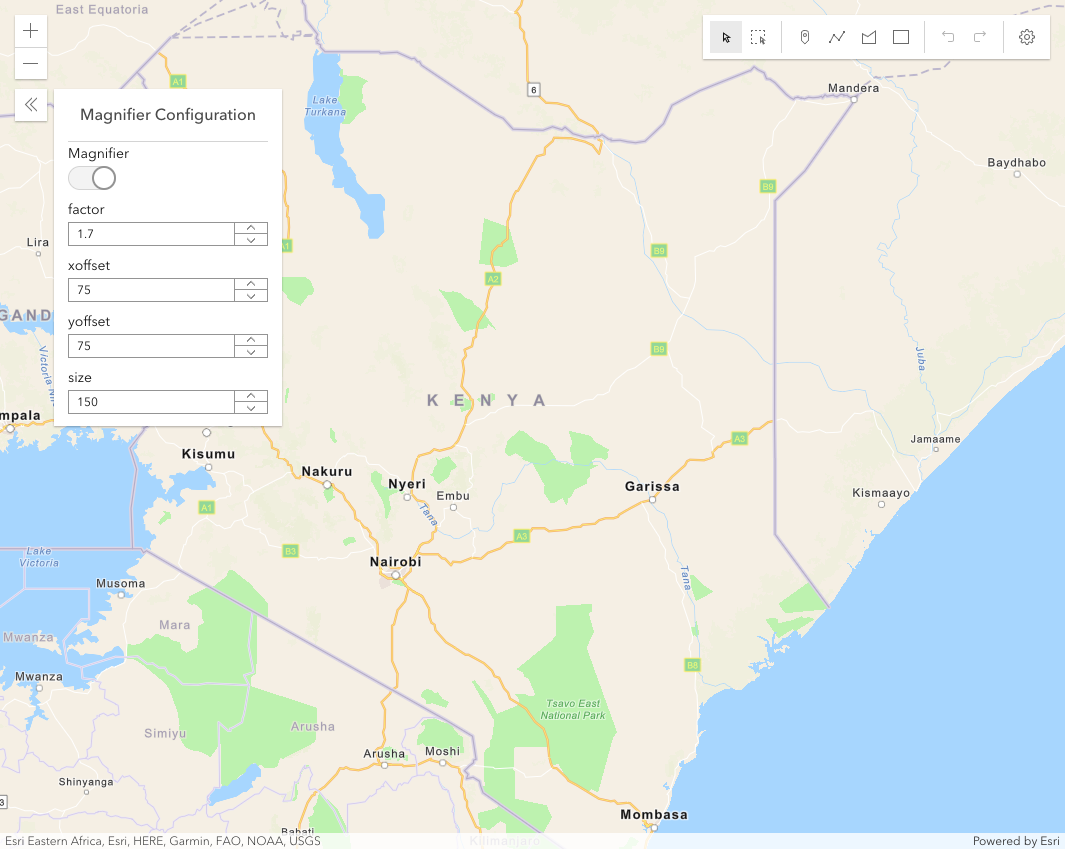 East Equatoria
A1
Lake
Turkana
6
Mandera
Magnifier Configuration
Magnifier
factor
1.7
xoffset
75
yoffset
75
size
150
Baydhabo
B9
Lira
A1
B9
A2
GAND
B9
Juba
K E N Y A
mpala
A3
Jamaame
Kisumu
Nakuru
Nyeri
Embu
Garissa
Kismaayo
A1
Tana
A3
B3
Lake
Victoria
Nairobi
Tana
Musoma
Mara
Mwanza
B8
Mwanza
Tsavo East
National Park
Simiyu
Arusha
Arusha
Moshi
Shinyanga
3
Mombasa
Babati
Kilimanjaro
Esri Eastern Africa, Esri, HERE, Garmin, FAO, NOAA, USGS
Powered by Esri